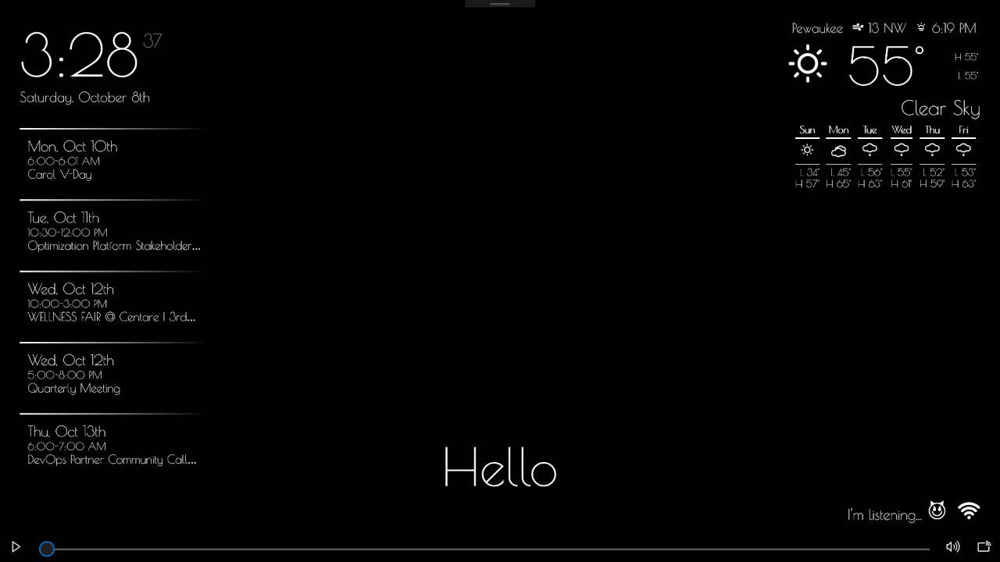 3:28 37
Saturday, October 8th
Mon, Oct 10th
6:00-6:01 AM
Carol V-Day
Tue, Oct 11th
10:30-12:00 PM
Optimization Platform Stakeholder...
Wed, Oct 12th
10:00-3:00 PM
WELLNESS FAIR @ Centare | 3rd...
Wed, Oct 12th
5:00-8:00 PM
Quarterly Meeting
Thu, Oct 13th
6:00-7:00 AM
DevOps Partner Community Call...
Pewaukee 13 NW 6:19 PM
55°
H 55°
L 55°
Clear Sky
Sun Mon Tue Wed Thu Fri
L 34° L 45° L 56° L 55° L 52° L 53°
H 57° H 65° H 63° H 61° H 59° H 63°
Hello
I'm listening...